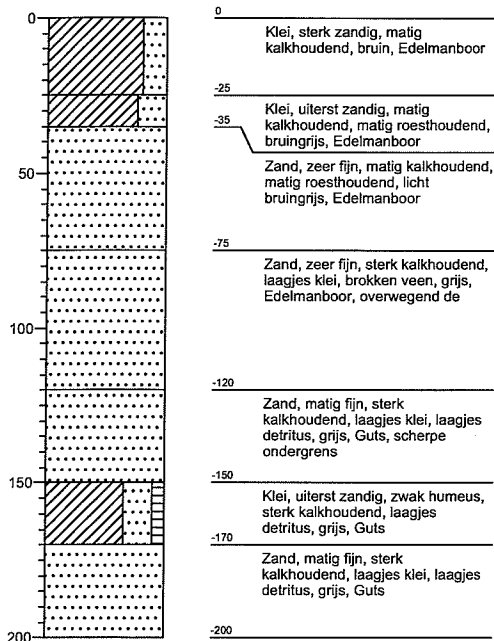 0
0
Klei, sterk zandig, matig
kalkhoudend, bruin, Edelmanboor
-25
Klei, uiterst zandig, matig
kalkhoudend, matig roesthoudend,
bruingrijs, Edelmanboor
-35
Zand, zeer fijn, matig kalkhoudend,
matig roesthoudend, licht
bruingrijs, Edelmanboor
50
-75
Zand, zeer fijn, sterk kalkhoudend,
laagjes klei, brokken veen, grijs,
Edelmanboor, overwegend de
100
-120
Zand, matig fijn, sterk
kalkhoudend, laagjes klei, laagjes
detritus, grijs, Guts, scherpe
ondergrens
150
-150
Klei, uiterst zandig, zwak humeus,
sterk kalkhoudend, laagjes
detritus, grijs, Guts
-170
Zand, matig fijn, sterk
kalkhoudend, laagjes klei, laagjes
detritus, grijs, Guts
200
-200